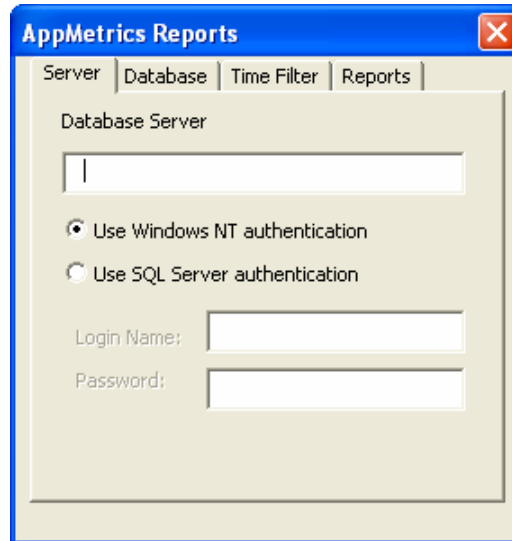 AppMetrics Reports
Server Database Time Filter Reports
Database Server
Use Windows NT authentication
Use SQL Server authentication
Login Name:
Password: